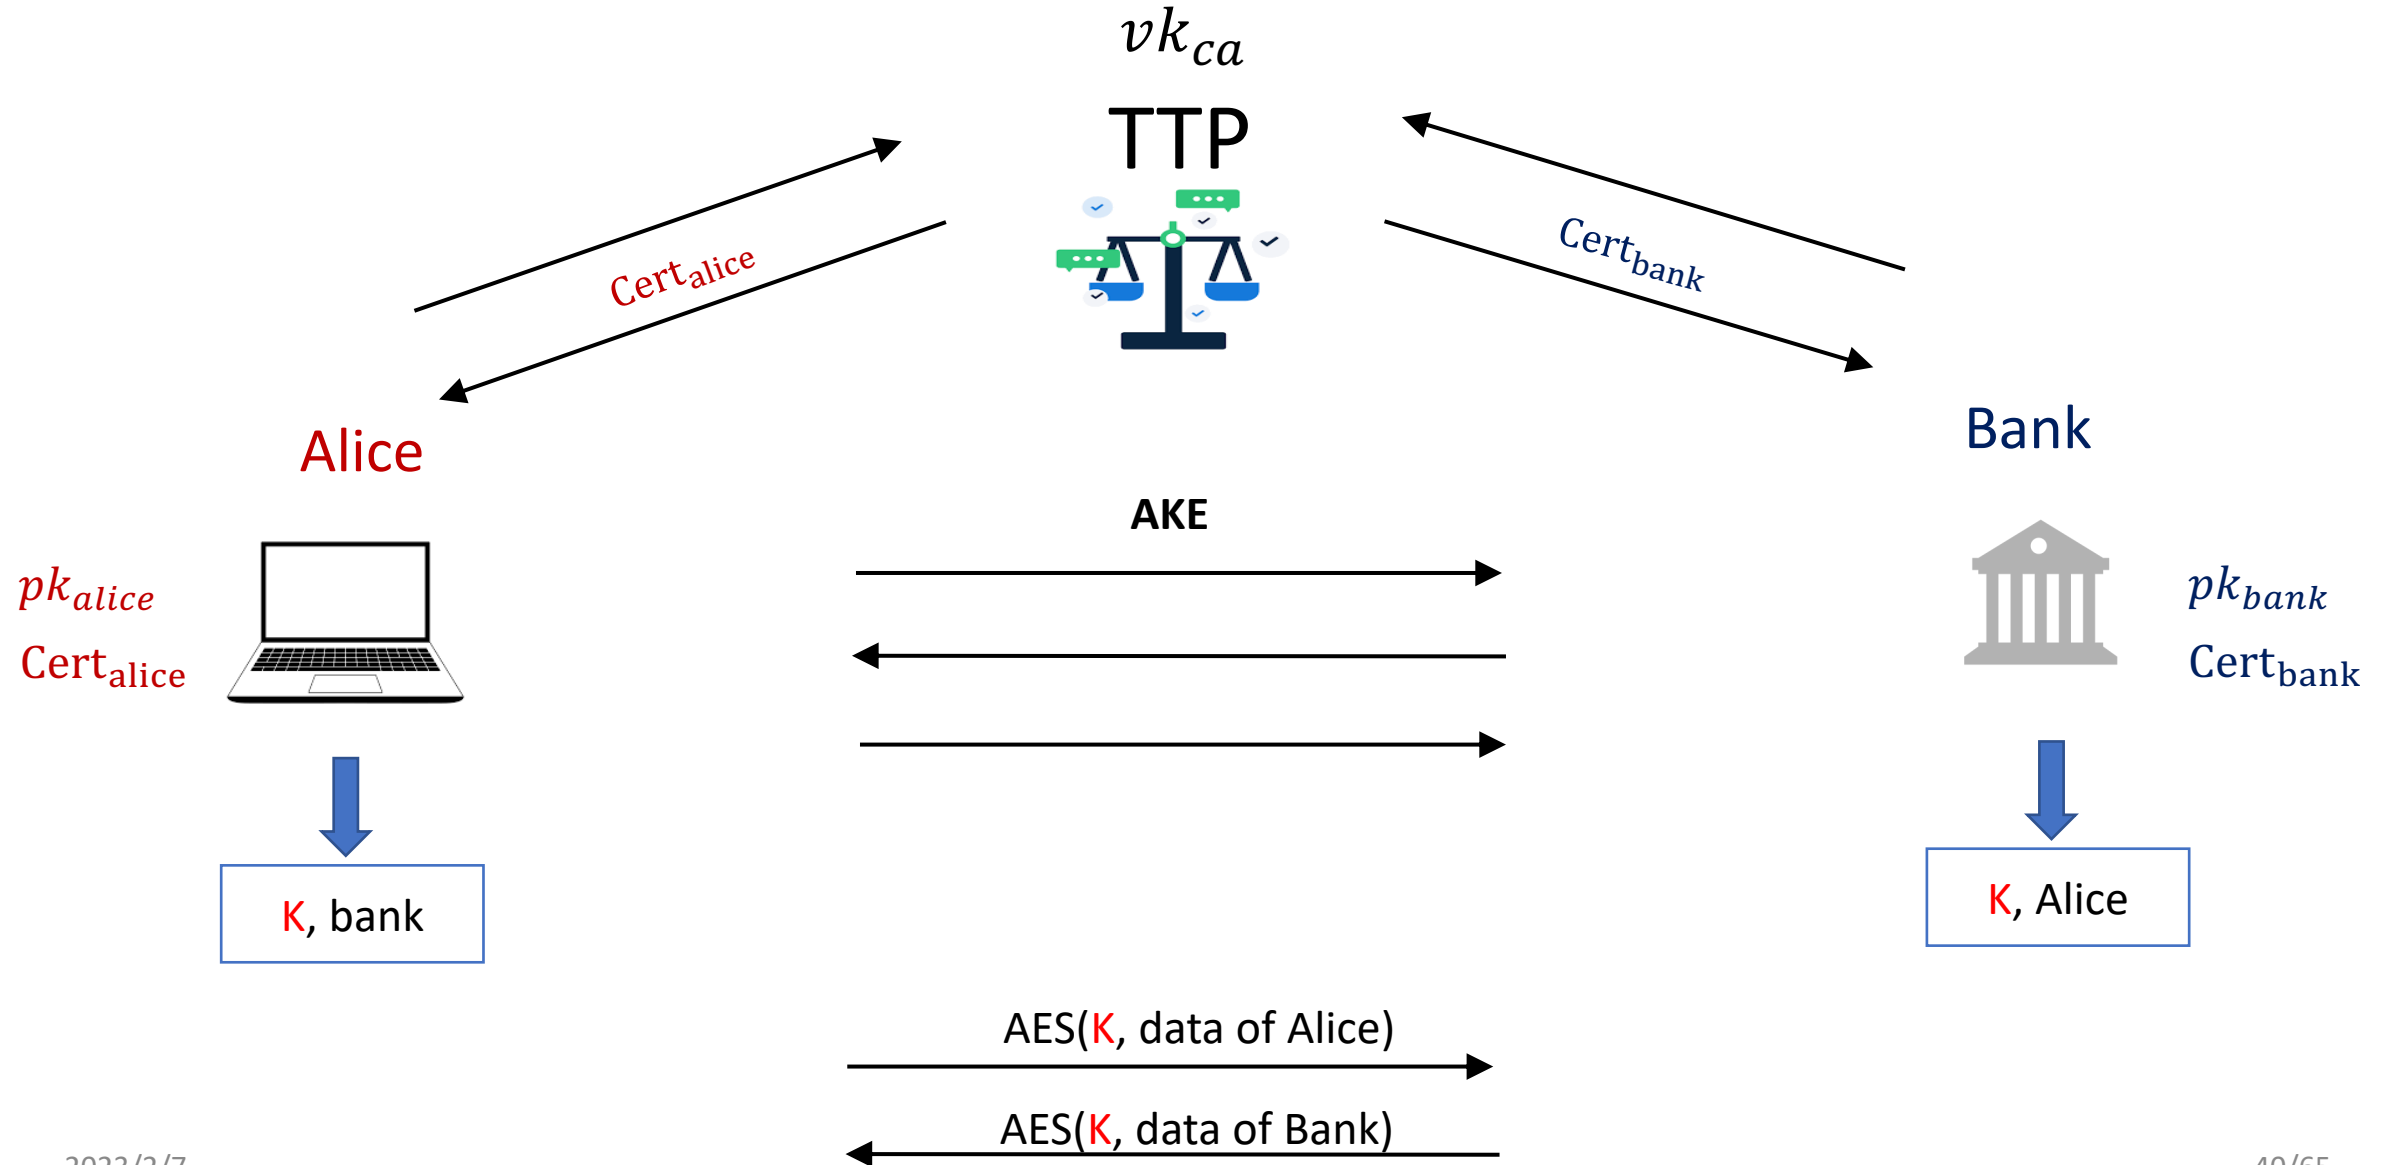 vk_ca
TTP
Cert_alice
Cert_bank
Alice
Bank
AKE
pk_alice
Cert_alice
pk_bank
Cert_bank
K, bank
K, Alice
AES(K, data of Alice)
AES(K, data of Bank)